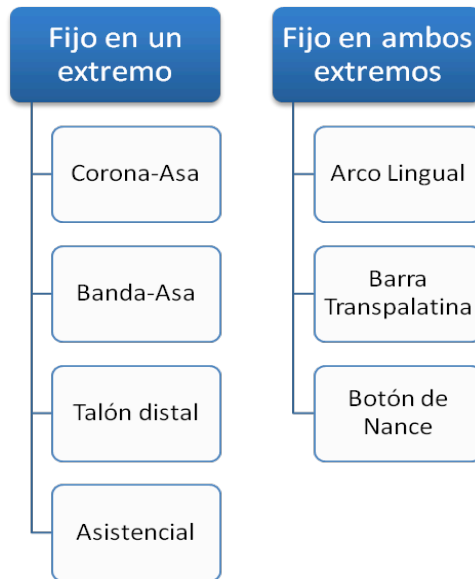 Fijo en un
extremo
Corona-Asa
Banda-Asa
Talón distal
Asistencial
Fijo en ambos
extremos
Arco Lingual
Barra
Transpalatina
Botón de
Nance